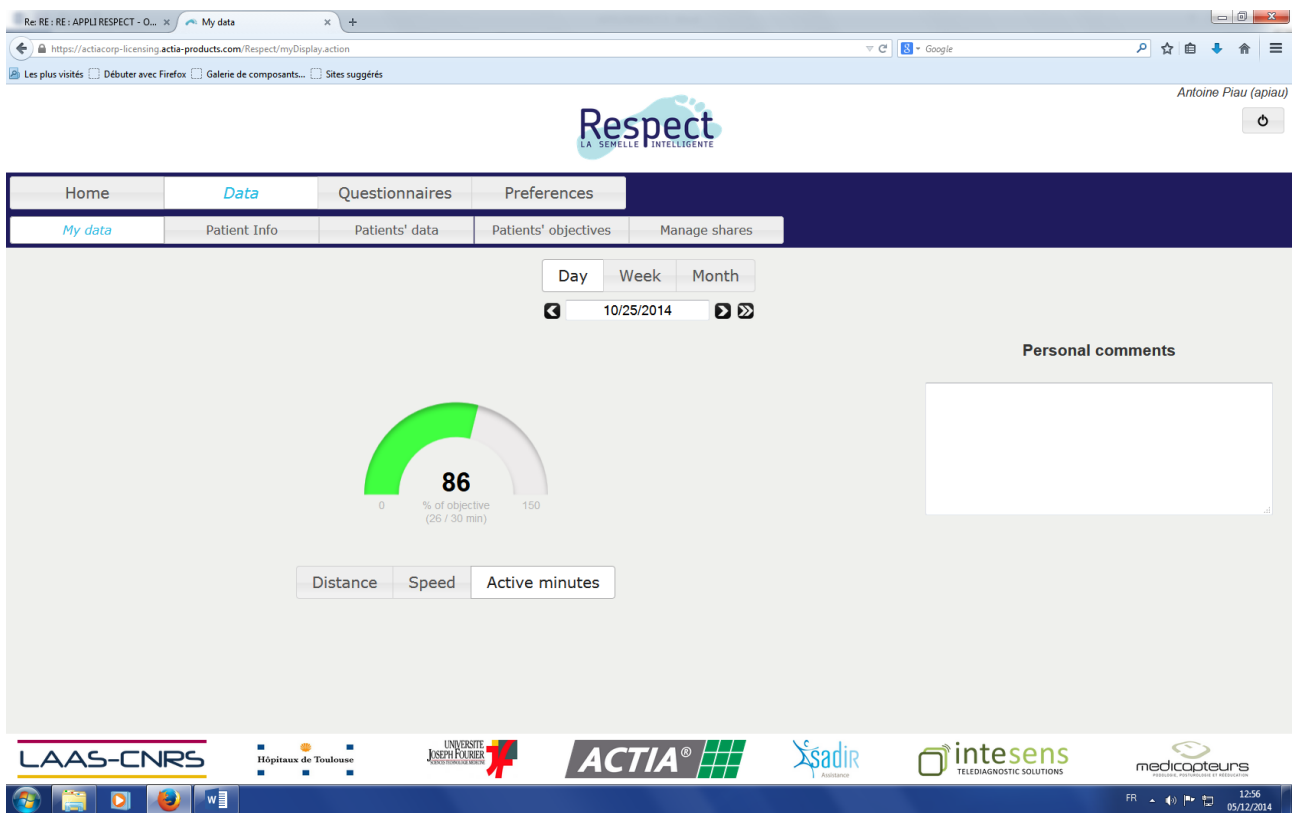 Re: RE : RE : APPLI RESPECT - O...
My data
https://actiacorp-licensing.actia-products.com/Respect/myDisplay.action
Google
Les plus visités
Débuter avec Firefox
Galerie de composants...
Sites suggérés
Antoine Piau (apiau)
Respect
LA SEMELLE INTELLIGENTE
Home
Data
Questionnaires
Preferences
My data
Patient Info
Patients' data
Patients' objectives
Manage shares
Day
Week
Month
10/25/2014
Personal comments
86
0
% of objective
150
(26 / 30 min)
Distance
Speed
Active minutes
LAAS-CNRS
Hôpitaux de Toulouse
UNIVERSITE
JOSEPH FOURIER
ACTIA®
sadir
Assistance
intesens
TELEDIAGNOSTIC SOLUTIONS
medicapteurs
FR
12:56
05/12/2014